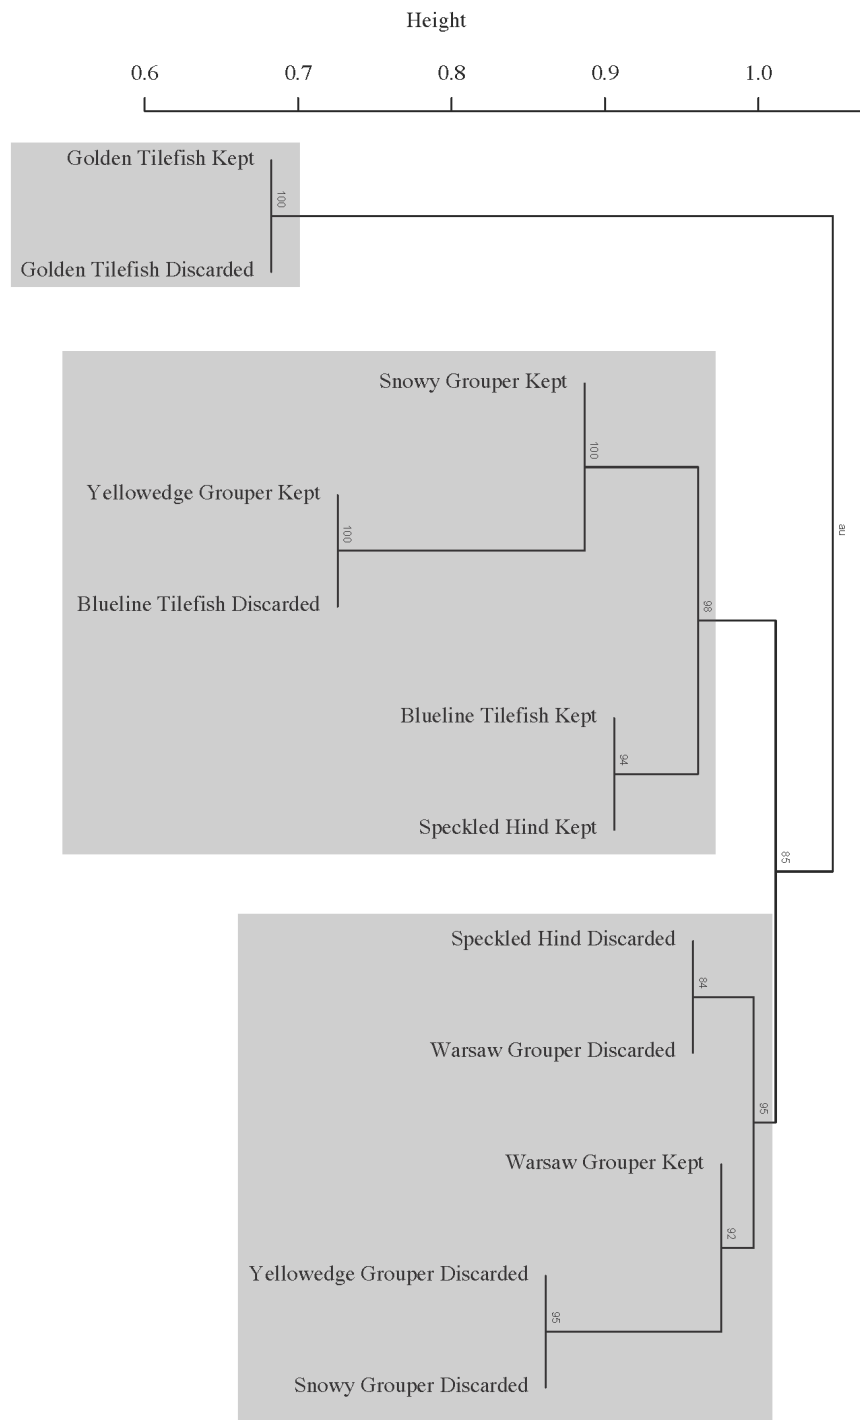 Height
0.6 0.7 0.8 0.9 1.0
Golden Tilefish Kept
100
Golden Tilefish Discarded
Snowy Grouper Kept
100
Yellowedge Grouper Kept
100
au
Blueline Tilefish Discarded
98
Blueline Tilefish Kept
94
Speckled Hind Kept
85
Speckled Hind Discarded
84
Warsaw Grouper Discarded
95
Warsaw Grouper Kept
92
Yellowedge Grouper Discarded
95
Snowy Grouper Discarded